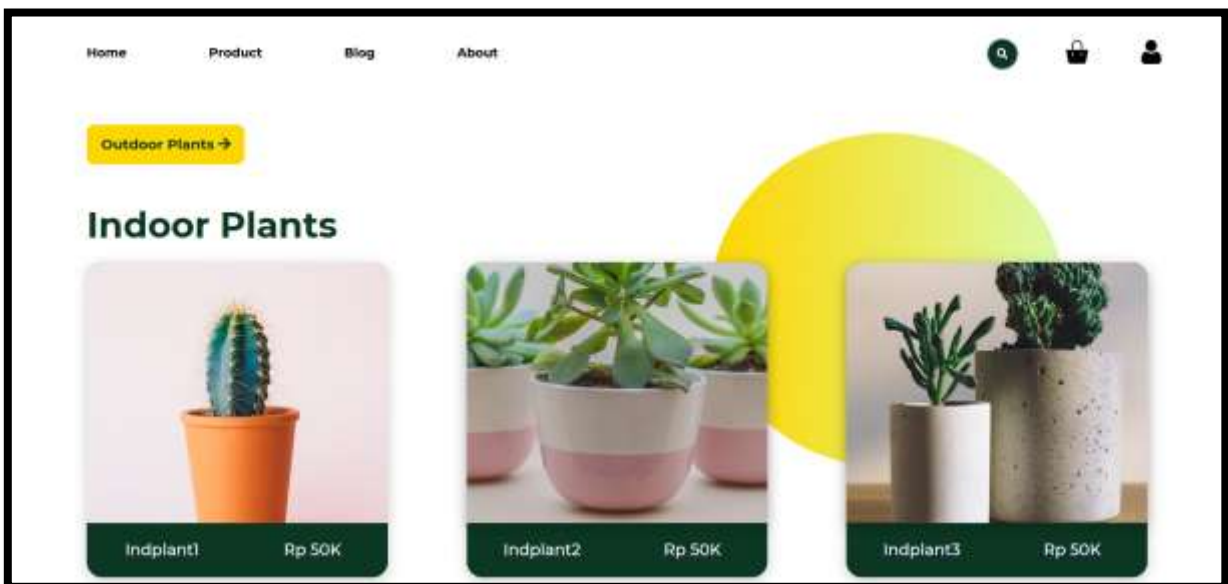 Home Product Blog About
Outdoor Plants →
Indoor Plants
Indplant1 Rp 50K Indplant2 Rp 50K Indplant3 Rp 50K